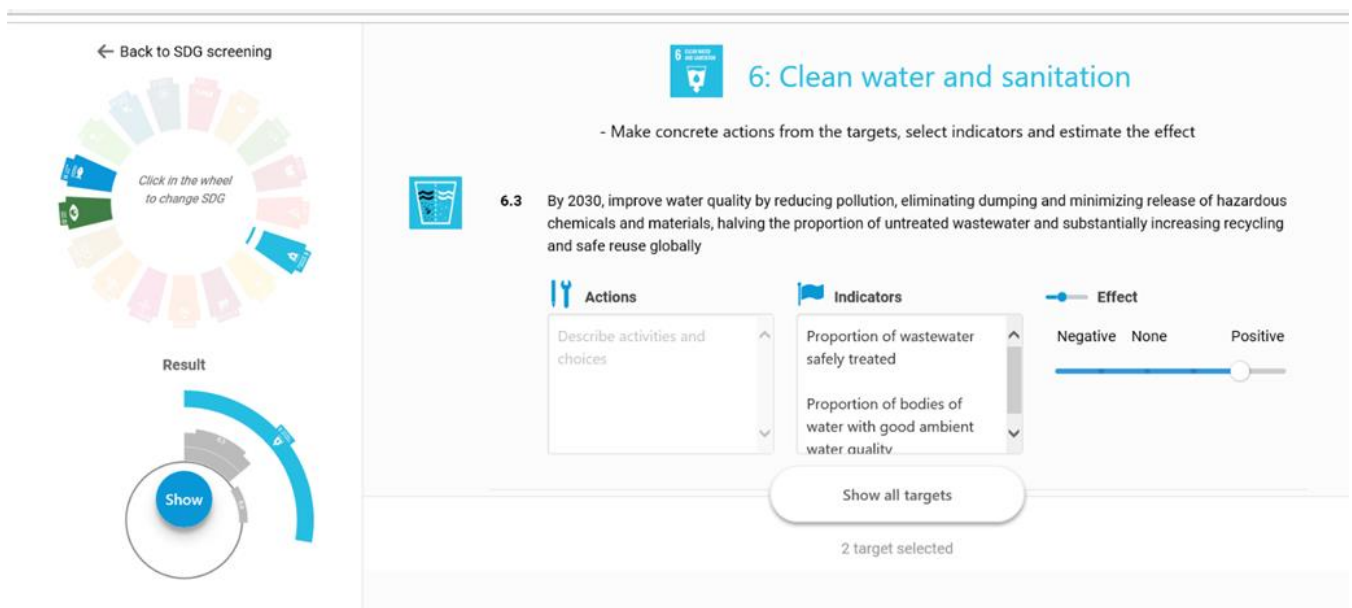 ← Back to SDG screening
Click in the wheel
to change SDG
Result
Show
6 CLEAN WATER
AND SANITATION
6: Clean water and sanitation
- Make concrete actions from the targets, select indicators and estimate the effect
6.3 By 2030, improve water quality by reducing pollution, eliminating dumping and minimizing release of hazardous
chemicals and materials, halving the proportion of untreated wastewater and substantially increasing recycling
and safe reuse globally
Actions
Describe activities and
choices
Indicators
Proportion of wastewater
safely treated
Proportion of bodies of
water with good ambient
water quality
Effect
Negative None Positive
Show all targets
2 target selected